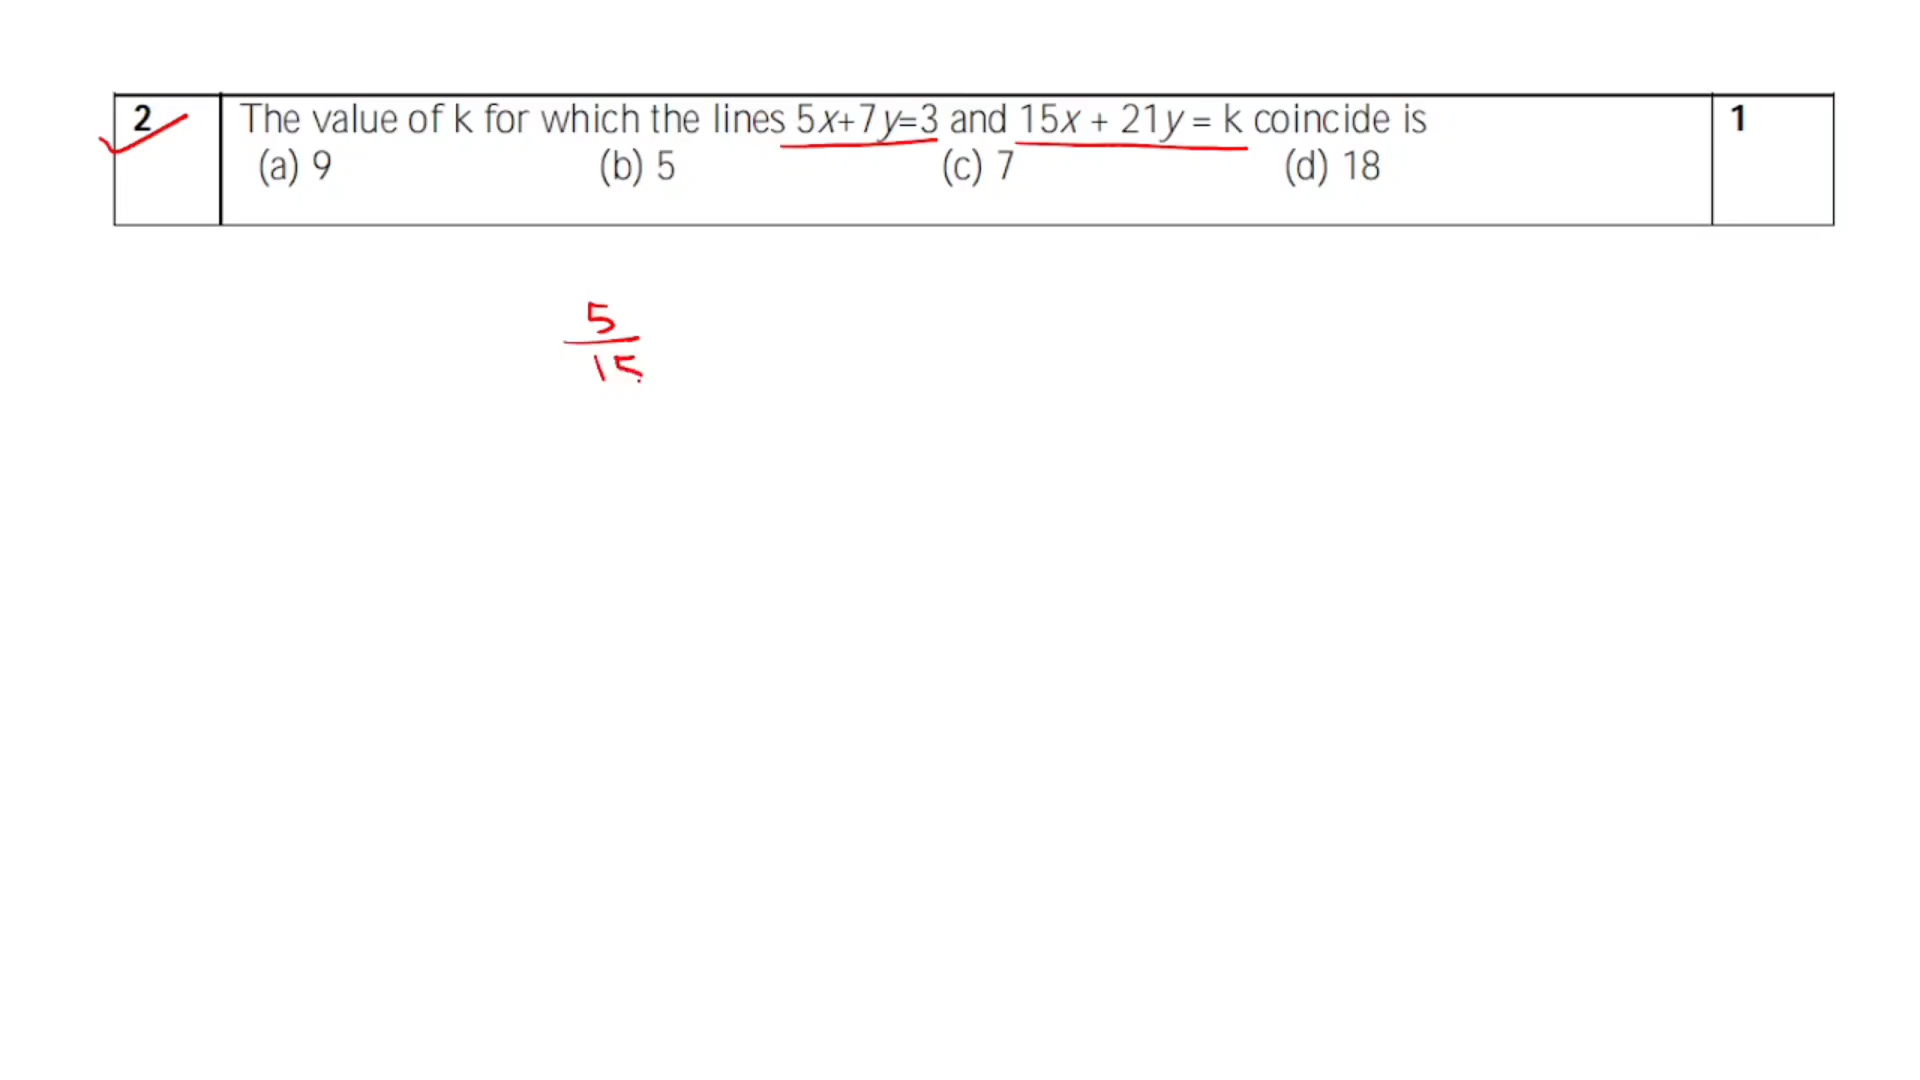 2 The value of k for which the lines 5x+7y=3 and 15x + 21y = k coincide is 1
(a) 9 (b) 5 (c) 7 (d) 18
5
15